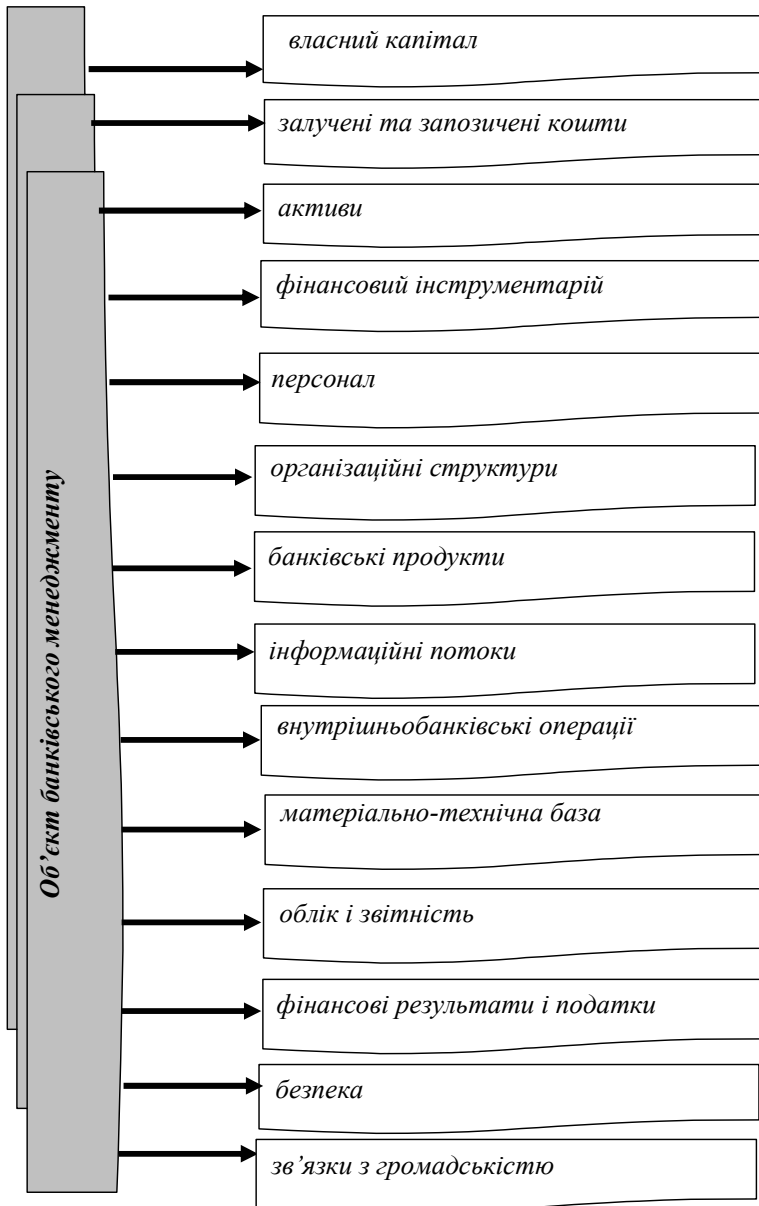 власний капітал
залучені та запозичені кошти
активи
фінансовий інструментарій
персонал
організаційні структури
банківські продукти
інформаційні потоки
внутрішньобанківські операції
матеріально-технічна база
облік і звітність
фінансові результати і податки
безпека
зв’язки з громадськістю
Об’єкт банківського менеджменту